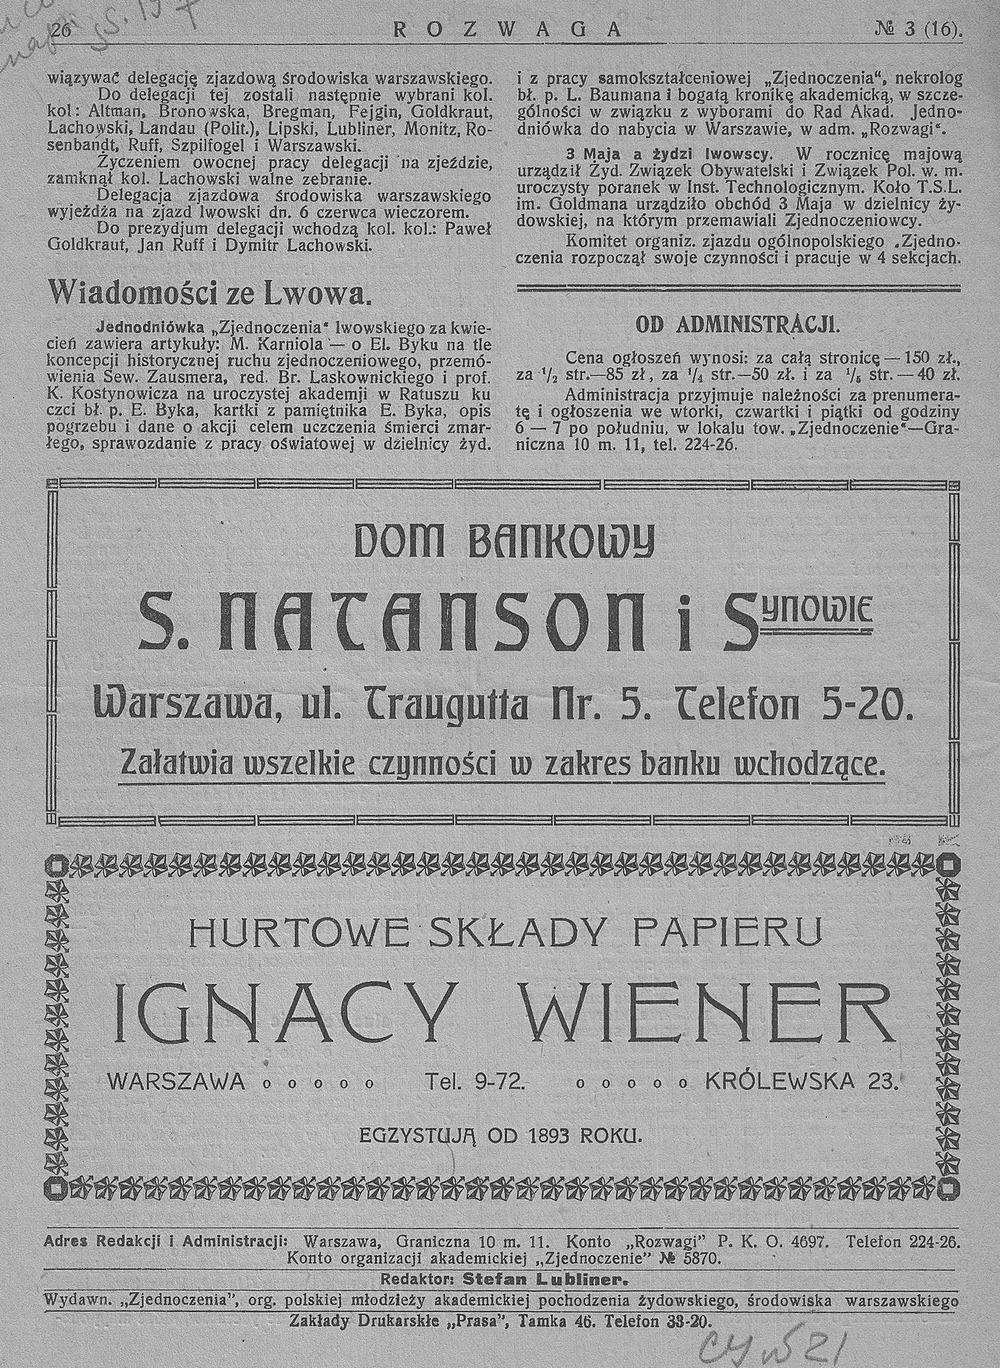 26
ROZWAGA
№ 3 (16).
wiązywać delegację zjazdową środowiska warszawskiego.
Do delegacji tej zostali następnie wybrani kol.
kol: Altman, Bronowska, Bregman, Fejgin, Goldkraut,
Lachowski, Landau (Polit.), Lipski, Lubliner, Monitz, Ro-
senbandt, Ruff, Szpilfogel i Warszawski.
Życzeniem owocnej pracy delegacji na zjeździe,
zamknął kol. Lachowski walne zebranie.
Delegacja zjazdowa środowiska warszawskiego
wyjeżdża na zjazd lwowski dn. 6 czerwca wieczorem.
Do prezydjum delegacji wchodzą kol. kol.: Paweł
Goldkraut, Jan Ruff i Dymitr Lachowski.
Wiadomości ze Lwowa.
Jednodniówka „Zjednoczenia" lwowskiego za kwie-
cień zawiera artykuły: M. Karniola — o El. Byku na tle
koncepcji historycznej ruchu zjednoczeniowego, przemó-
wienia Sew. Zausmera, red. Br. Laskownickiego i prof.
K. Kostynowicza na uroczystej akademji w Ratuszu ku
czci bł. p. E. Byka, kartki z pamiętnika E. Byka, opis
pogrzebu i dane o akcji celem uczczenia śmierci zmar-
łego, sprawozdanie z pracy oświatowej w dzielnicy żyd.
i z pracy samokształceniowej „Zjednoczenia", nekrolog
bł. p. L. Baumana i bogatą kronikę akademicką, w szcze-
gólności w związku z wyborami do Rad Akad. Jedno-
dniówka do nabycia w Warszawie, w adm. „Rozwagi".
3 Maja a żydzi lwowscy. W rocznicę majową
urządził Żyd. Związek Obywatelski i Związek Pol. w. m.
uroczysty poranek w Inst. Technologicznym. Koło T.S.L.
im. Goldmana urządziło obchód 3 Maja w dzielnicy ży-
dowskiej, na którym przemawiali Zjednoczeniowcy.
Komitet organiz. zjazdu ogólnopolskiego „Zjedno-
czenia rozpoczął swoje czynności i pracuje w 4 sekcjach.
OD ADMINISTRACJI.
Cena ogłoszeń wynosi: za całą stronicę — 150 zł.,
za 1/2 str.—85 zł, za 1/4 str.—50 zł. i za 1/8 str. — 40 zł.
Administracja przyjmuje należności za prenumera-
tę i ogłoszenia we wtorki, czwartki i piątki od godziny
6 — 7 po południu, w lokalu tow. „Zjednoczenie"—Gra-
niczna 10 m. 11, tel. 224-26.
DOM BANKOWY
S. NATANSON i SYNOWIE
Warszawa, ul. Traugutta Nr. 5. Telefon 5-20.
Załatwia wszelkie czynności w zakres banku wchodzące.
HURTOWE SKŁADY PAPIERU
IGNACY WIENER
WARSZAWA o o o o o Tel. 9-72. o o o o o KRÓLEWSKA 23.
EGZYSTUJĄ OD 1893 ROKU.
Adres Redakcji i Administracji: Warszawa, Graniczna 10 m. 11. Konto „Rozwagi" P. K. O. 4697. Telefon 224-26.
Konto organizacji akademickiej „Zjednoczenie" № 5870.
Redaktor: Stefan Lubliner.
Wydawn. „Zjednoczenia", org. polskiej młodzieży akademickiej pochodzenia żydowskiego, środowiska warszawskiego
Zakłady Drukarskie „Prasa", Tamka 46. Telefon 33-20.